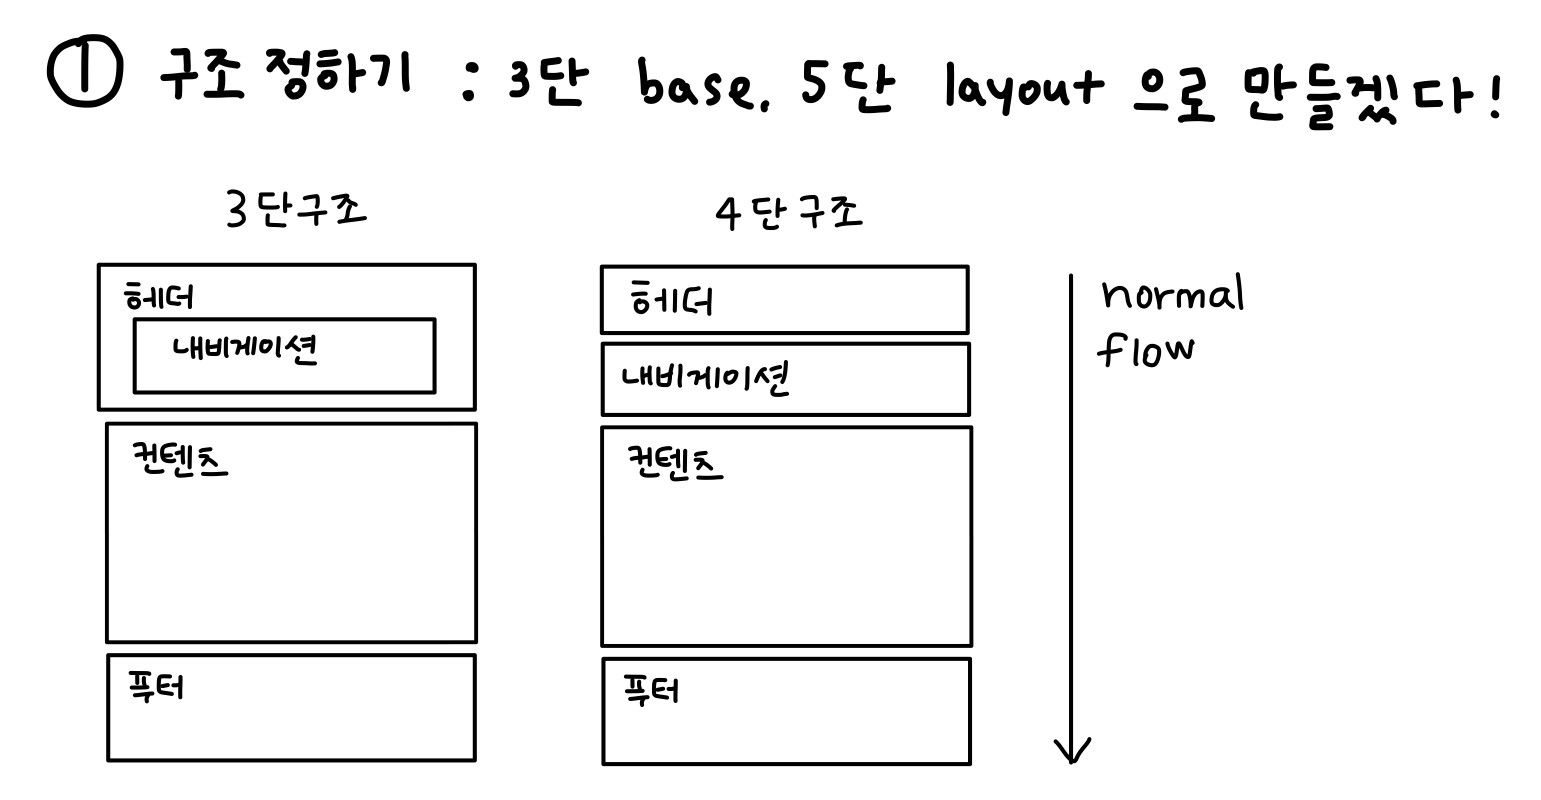 ① 구조 정하기 : 3단 base, 5단 layout 으로 만들겠다!
3단구조
헤더
내비게이션
컨텐츠
푸터
4단 구조
헤더
내비게이션
컨텐츠
푸터
normal
flow